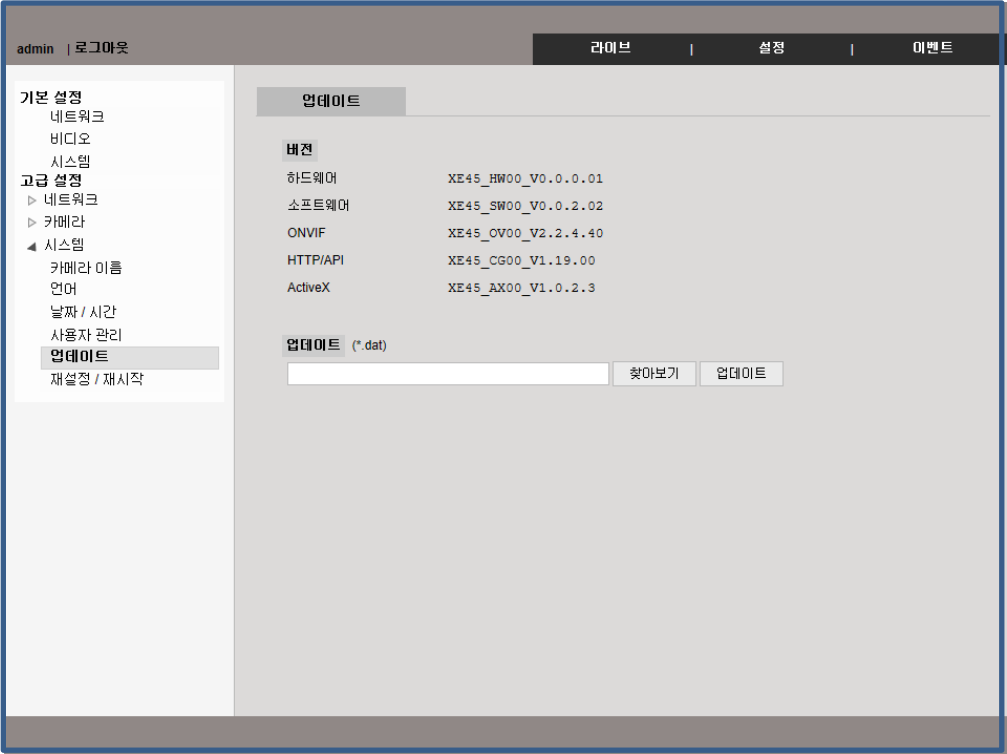 admin | 로그아웃
라이브 | 설정 | 이벤트
기본 설정
네트워크
비디오
시스템
고급 설정
네트워크
카메라
시스템
카메라 이름
언어
날짜 / 시간
사용자 관리
업데이트
재설정 / 재시작
업데이트
버전
하드웨어 XE45_HW00_V0.0.0.01
소프트웨어 XE45_SW00_V0.0.2.02
ONVIF XE45_OV00_V2.2.4.40
HTTP/API XE45_CG00_V1.19.00
ActiveX XE45_AX00_V1.0.2.3
업데이트 (*.dat)
찾아보기 업데이트